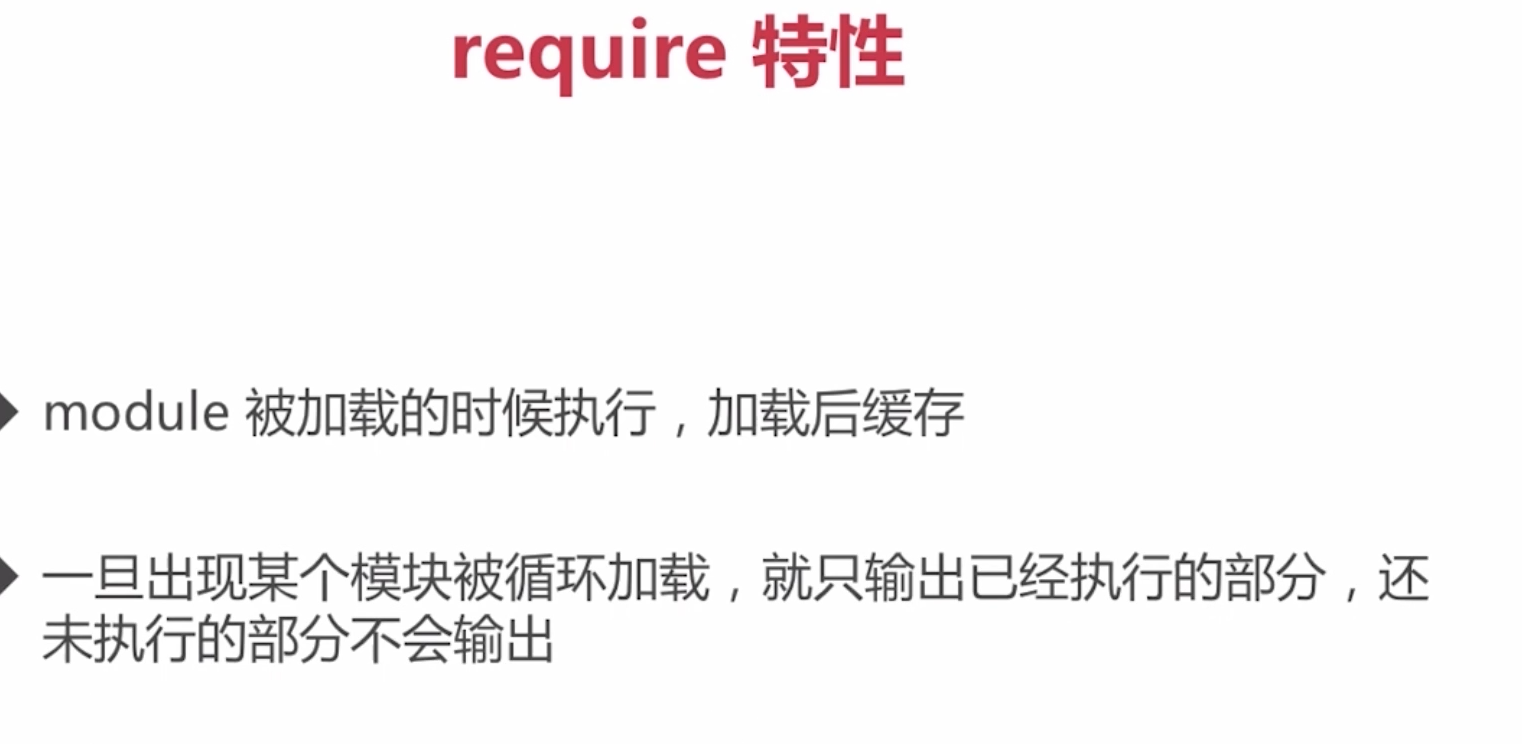 require 特性
module 被加载的时候执行，加载后缓存
一旦出现某个模块被循环加载，就只输出已经执行的部分，还
未执行的部分不会输出